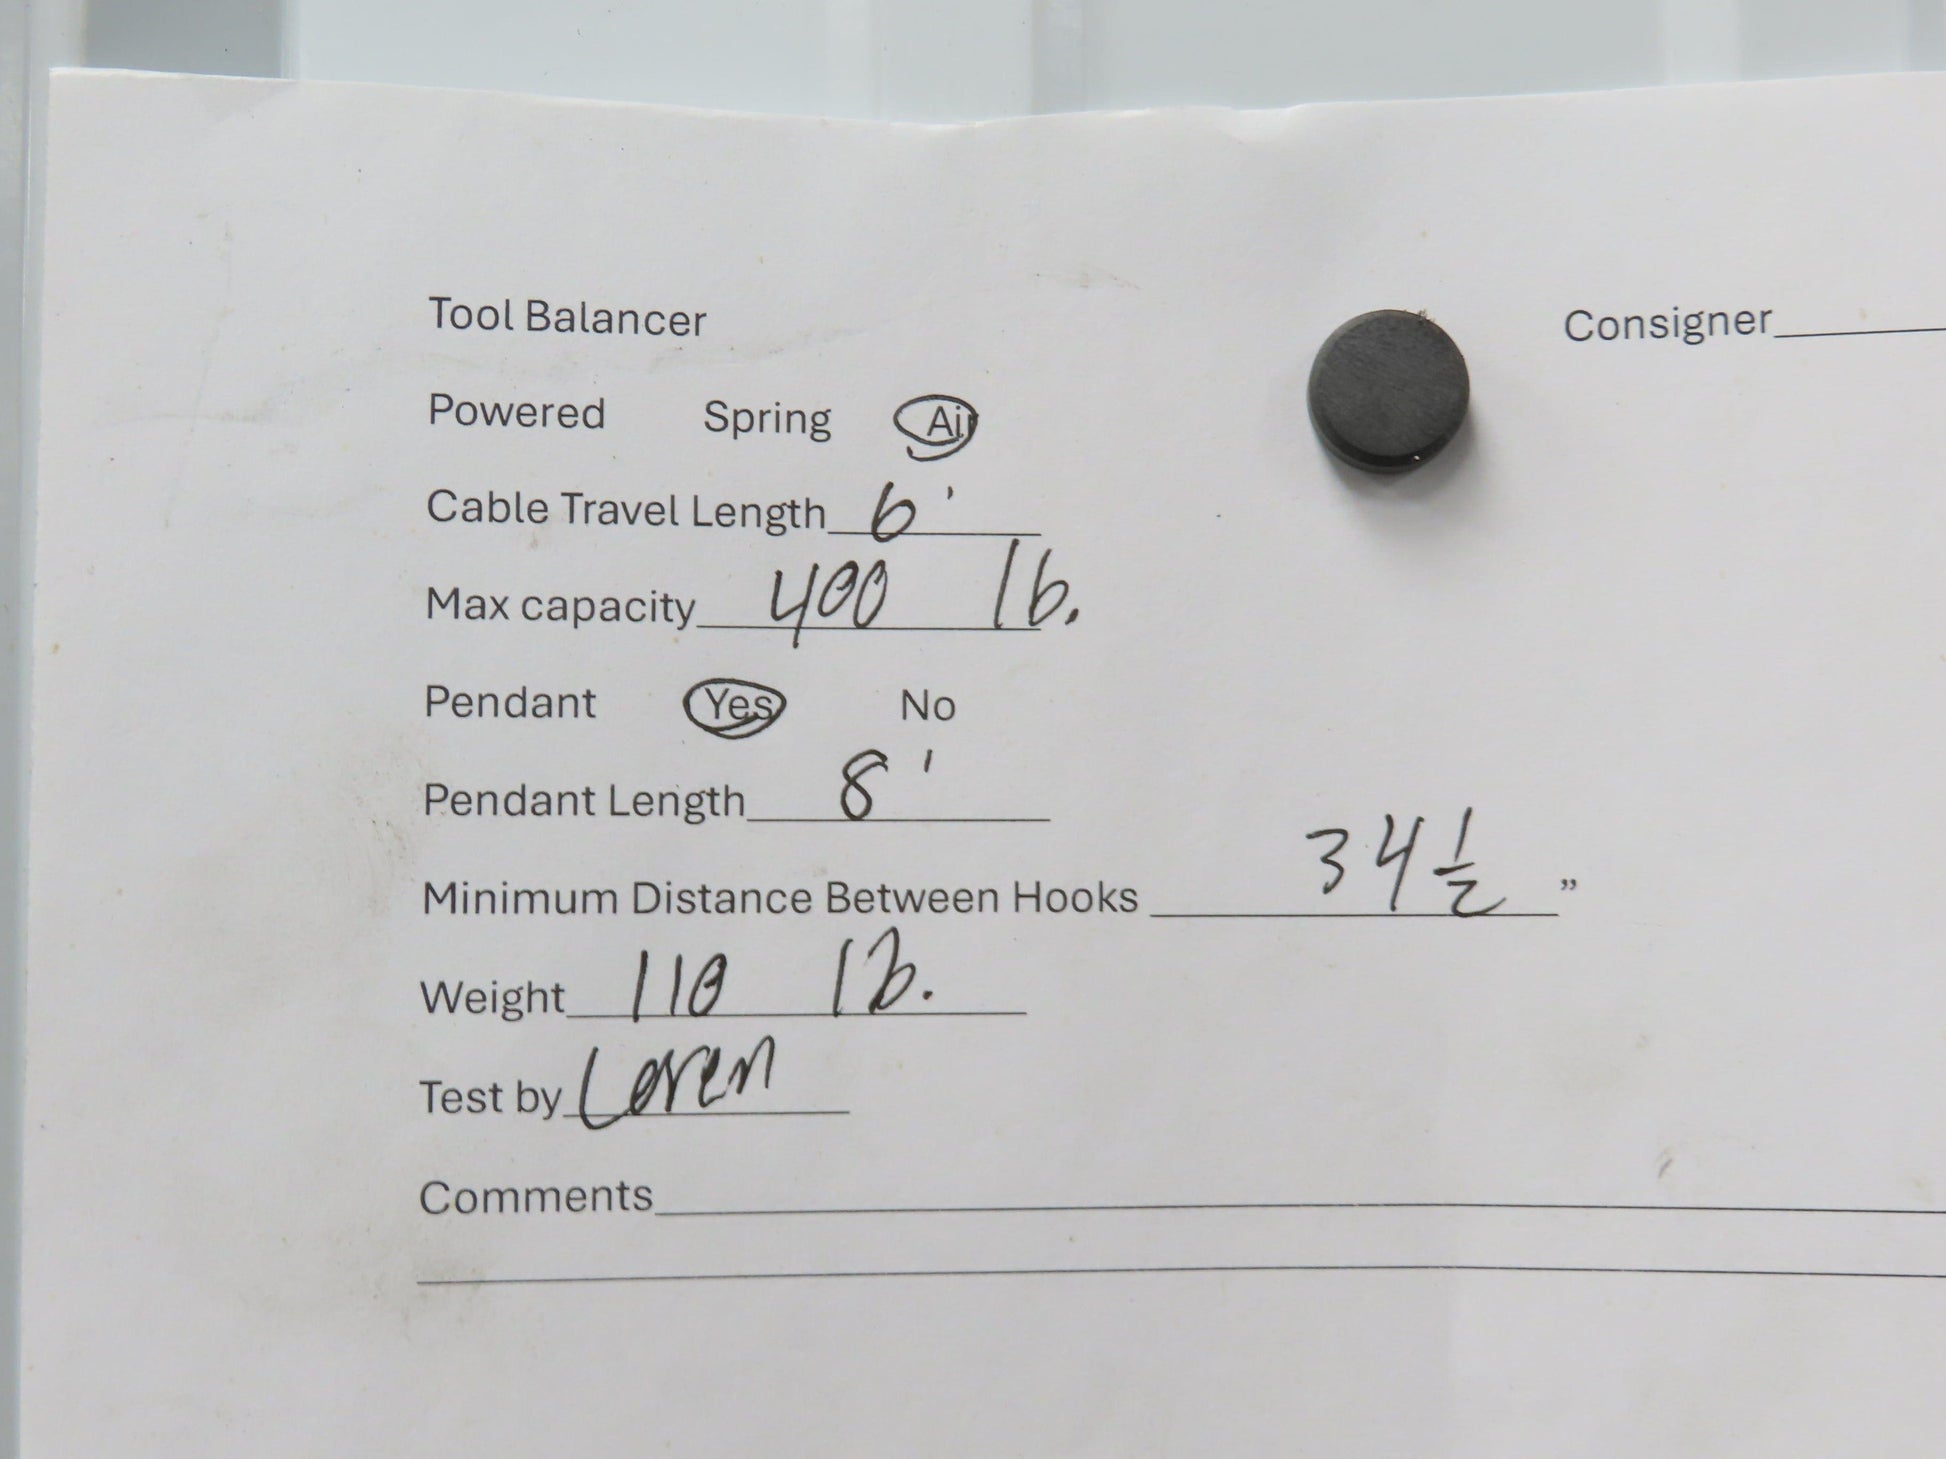 Tool Balancer
Consigner
Powered Spring Air
Cable Travel Length 6'
Max capacity 400 lb.
Pendant Yes No
Pendant Length 8'
Minimum Distance Between Hooks 34 1/2 ”
Weight 110 lb.
Test by Loren
Comments